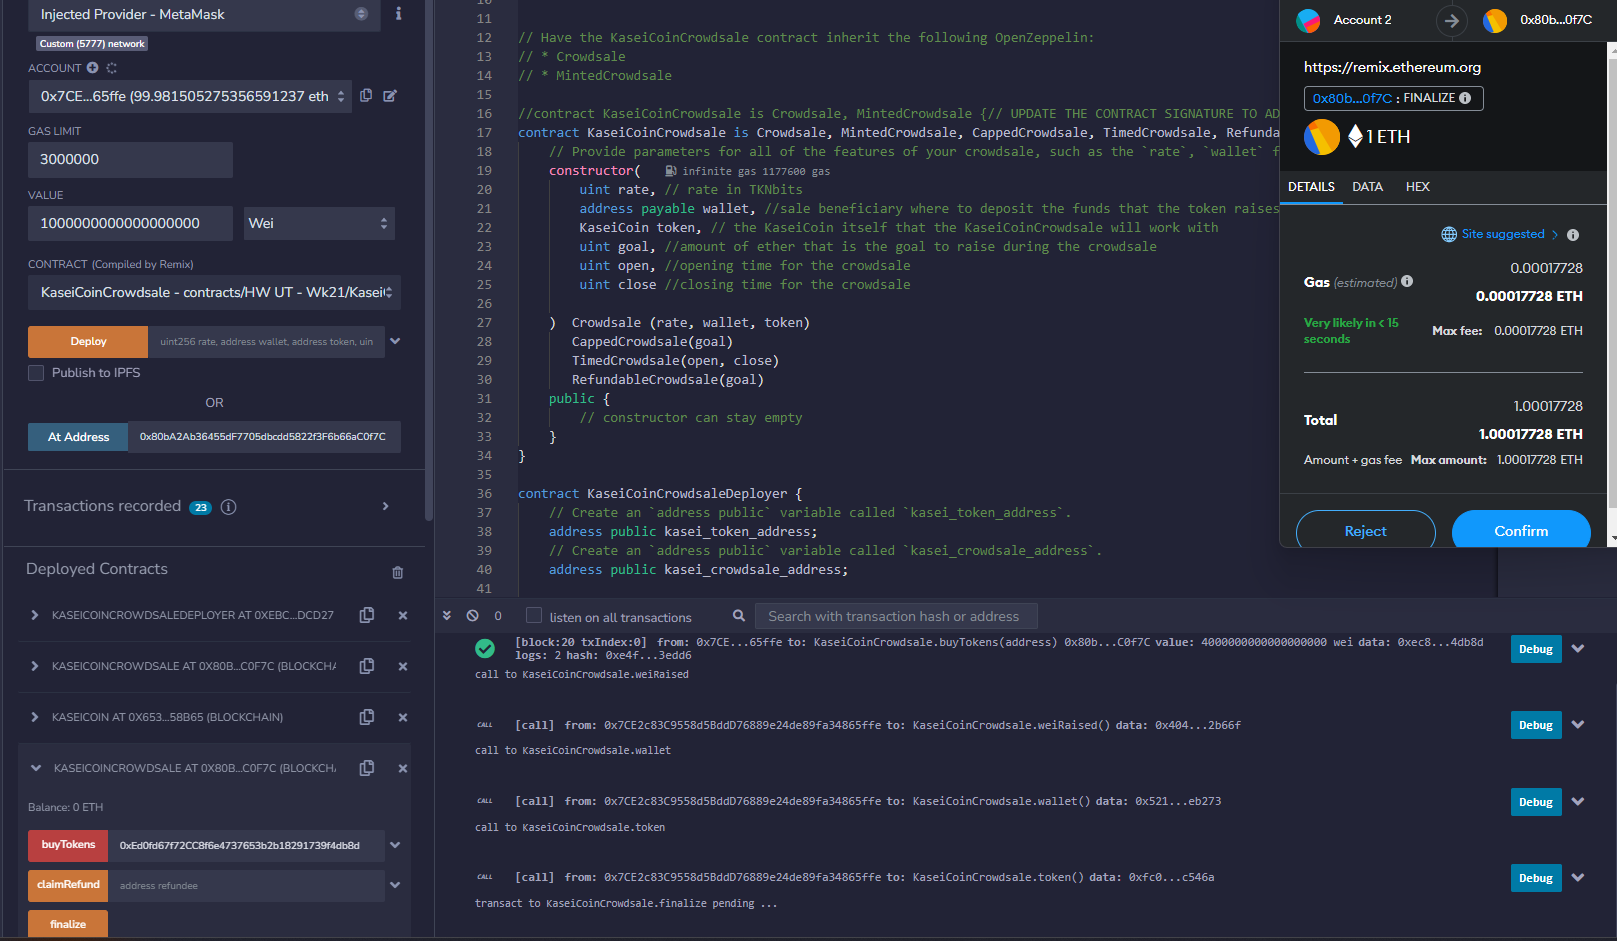 Injected Provider - MetaMask
Custom (5777) network
ACCOUNT
0x7CE...65ffe (99.981505275356591237 eth
GAS LIMIT
3000000
VALUE
1000000000000000000
Wei
CONTRACT (Compiled by Remix)
KaseiCoinCrowdsale - contracts/HW UT - Wk21/Kasei
Deploy
uint256 rate, address wallet, address token, uin
Publish to IPFS
OR
At Address
0x80bA2Ab36455dF7705dbcdd5822f3F6b66aC0f7C
Transactions recorded 23
Deployed Contracts
KASEICOINCROWDSALEDEPLOYER AT 0XEBC...DCD27
KASEICOINCROWDSALE AT 0X80B...C0F7C (BLOCKCHA
KASEICOIN AT 0X653...58B65 (BLOCKCHAIN)
KASEICOINCROWDSALE AT 0X80B...C0F7C (BLOCKCH
Balance: 0 ETH
buyTokens
0xEd0fd67f72CC8f6e4737653b2b18291739f4db8d
claimRefund
address refundee
finalize
10
11
12 // Have the KaseiCoinCrowdsale contract inherit the following OpenZeppelin:
13 // * Crowdsale
14 // * MintedCrowdsale
15
16 //contract KaseiCoinCrowdsale is Crowdsale, MintedCrowdsale {// UPDATE THE CONTRACT SIGNATURE TO AD
17 contract KaseiCoinCrowdsale is Crowdsale, MintedCrowdsale, CappedCrowdsale, TimedCrowdsale, Refunda
18 // Provide parameters for all of the features of your crowdsale, such as the `rate`, `wallet` f
19 constructor( infinite gas 1177600 gas
20 uint rate, // rate in TKNbits
21 address payable wallet, //sale beneficiary where to deposit the funds that the token raises
22 KaseiCoin token, // the KaseiCoin itself that the KaseiCoinCrowdsale will work with
23 uint goal, //amount of ether that is the goal to raise during the crowdsale
24 uint open, //opening time for the crowdsale
25 uint close //closing time for the crowdsale
26
27 ) Crowdsale (rate, wallet, token)
28 CappedCrowdsale(goal)
29 TimedCrowdsale(open, close)
30 RefundableCrowdsale(goal)
31 public {
32 // constructor can stay empty
33 }
34 }
35
36 contract KaseiCoinCrowdsaleDeployer {
37 // Create an `address public` variable called `kasei_token_address`.
38 address public kasei_token_address;
39 // Create an `address public` variable called `kasei_crowdsale_address`.
40 address public kasei_crowdsale_address;
41
0
listen on all transactions
Search with transaction hash or address
[block:20 txIndex:0] from: 0x7CE...65ffe to: KaseiCoinCrowdsale.buyTokens(address) 0x80b...C0f7C value: 4000000000000000000 wei data: 0xec8...4db8d
logs: 2 hash: 0xe4f...3edd6
Debug
call to KaseiCoinCrowdsale.weiRaised
CALL [call] from: 0x7CE2c83C9558d5BddD76889e24de89fa34865ffe to: KaseiCoinCrowdsale.weiRaised() data: 0x404...2b66f
Debug
call to KaseiCoinCrowdsale.wallet
CALL [call] from: 0x7CE2c83C9558d5BddD76889e24de89fa34865ffe to: KaseiCoinCrowdsale.wallet() data: 0x521...eb273
Debug
call to KaseiCoinCrowdsale.token
CALL [call] from: 0x7CE2c83C9558d5BddD76889e24de89fa34865ffe to: KaseiCoinCrowdsale.token() data: 0xfc0...c546a
Debug
transact to KaseiCoinCrowdsale.finalize pending ...
Account 2
0x80b...0f7C
https://remix.ethereum.org
0x80b...0f7C : FINALIZE
1 ETH
DETAILS
DATA
HEX
Site suggested
0.00017728
Gas (estimated)
0.00017728 ETH
Very likely in < 15
seconds
Max fee: 0.00017728 ETH
1.00017728
Total
1.00017728 ETH
Amount + gas fee Max amount: 1.00017728 ETH
Reject
Confirm